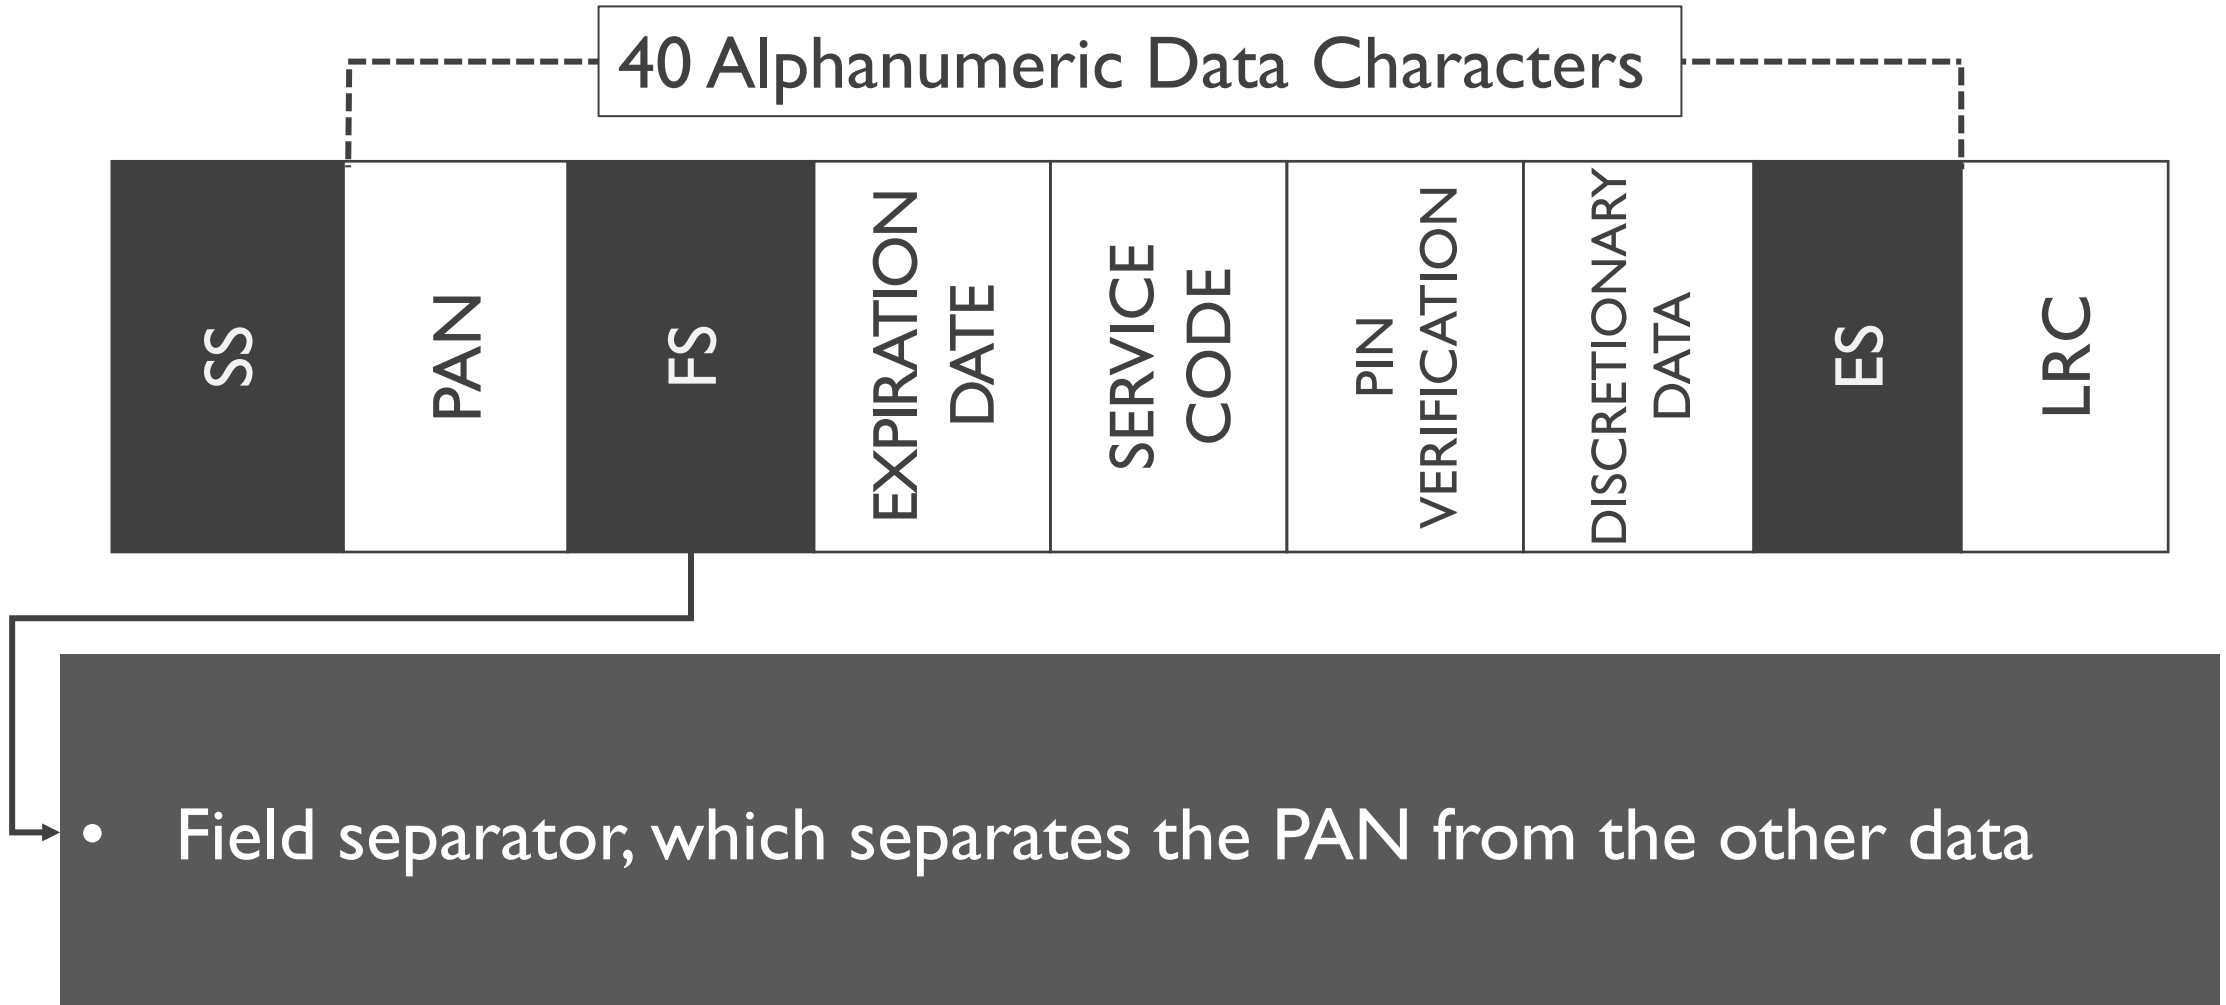 40 Alphanumeric Data Characters
SS
PAN
FS
EXPIRATION
DATE
SERVICE
CODE
PIN
VERIFICATION
DISCRETIONARY
DATA
ES
LRC
• Field separator, which separates the PAN from the other data